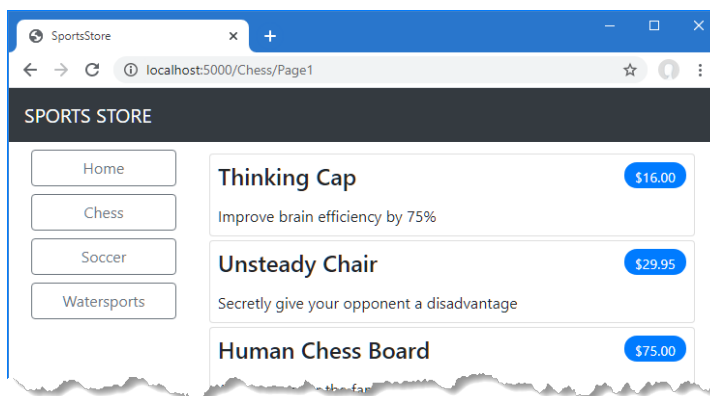 SportsStore
localhost:5000/Chess/Page1
SPORTS STORE
Home
Chess
Soccer
Watersports
Thinking Cap
$16.00
Improve brain efficiency by 75%
Unsteady Chair
$29.95
Secretly give your opponent a disadvantage
Human Chess Board
$75.00